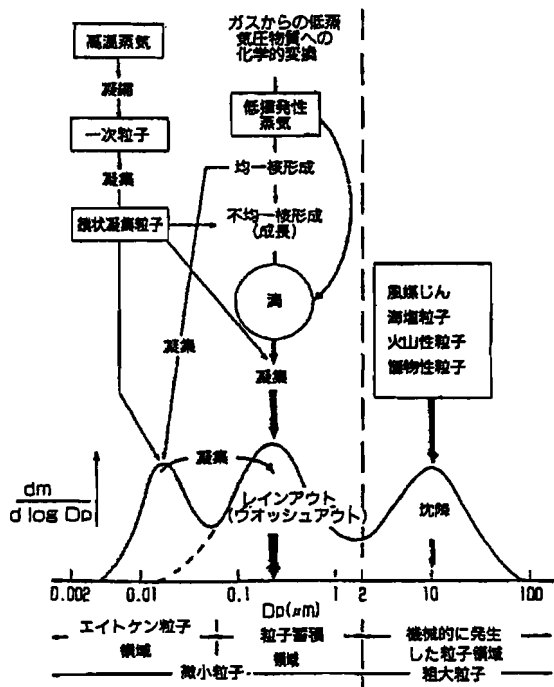 高温蒸気
凝縮
一次粒子
凝集
鎖状凝集粒子
ガスからの低蒸
気圧物質への
化学的変換
低揮発性
蒸気
均一核形成
不均一核形成
(成長)
滴
凝集
凝集
凝集
風媒じん
海塩粒子
火山性粒子
植物性粒子
dm
d log Dp
レインアウト
(ウオッシュアウト)
沈降
0.002 0.01 0.1 1 2 10 100
Dp(μm)
エイトケン粒子
領域
粒子蓄積
領域
機械的に発生
した粒子領域
微小粒子
粗大粒子